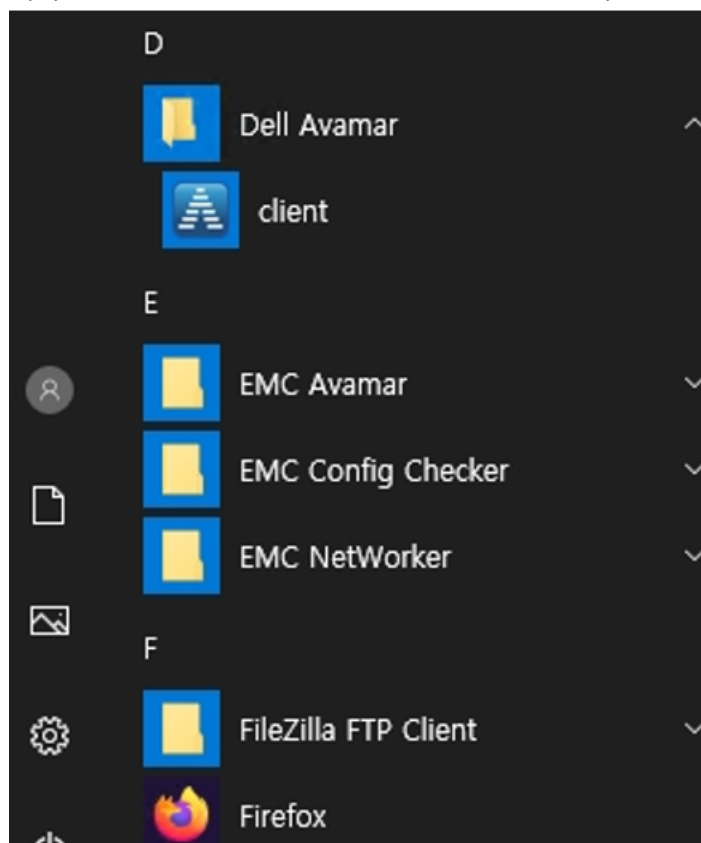 D
Dell Avamar
client
E
EMC Avamar
EMC Config Checker
EMC NetWorker
F
FileZilla FTP Client
Firefox